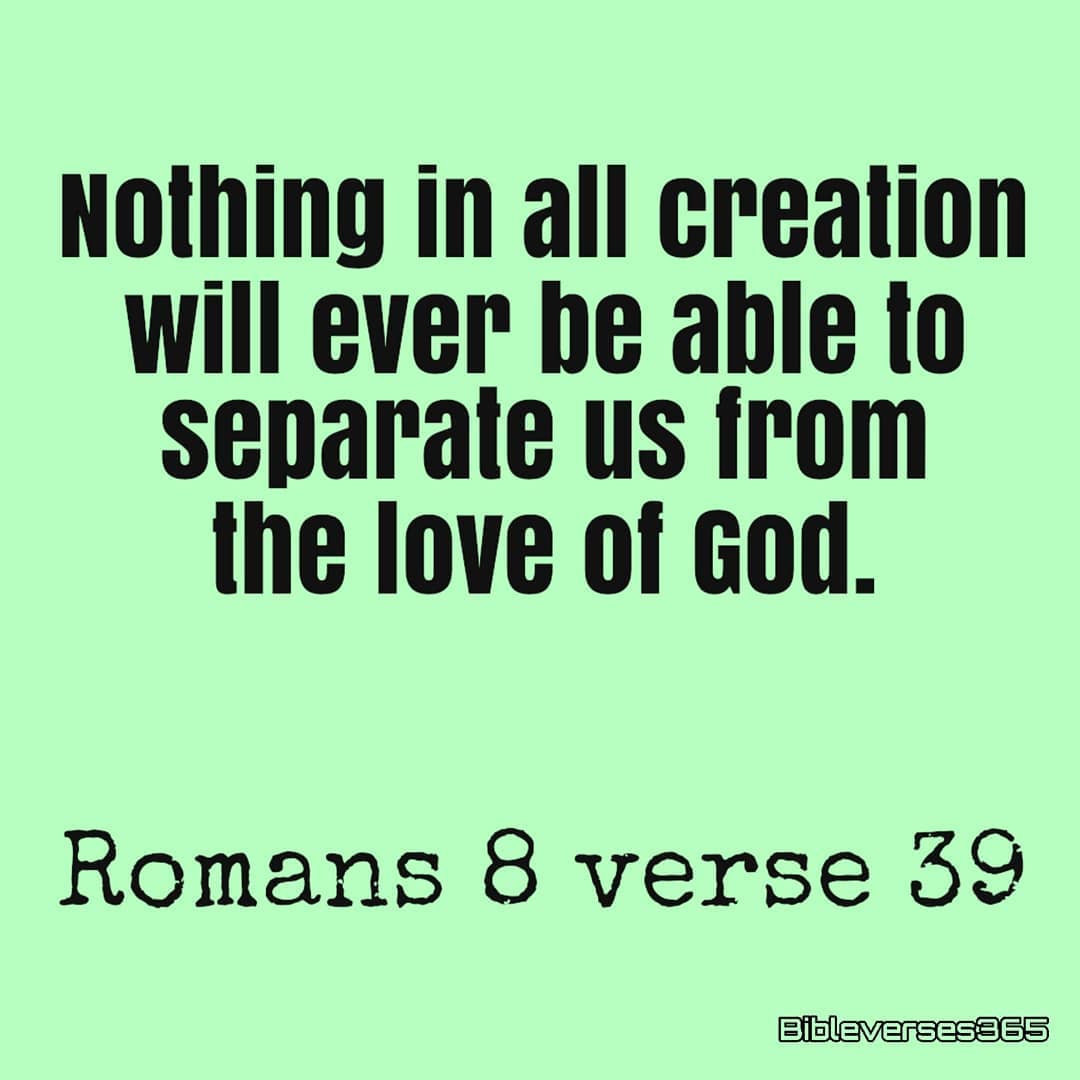 Nothing in all creation
will ever be able to
separate us from
the love of God.
Romans 8 verse 39
Bibleverses365